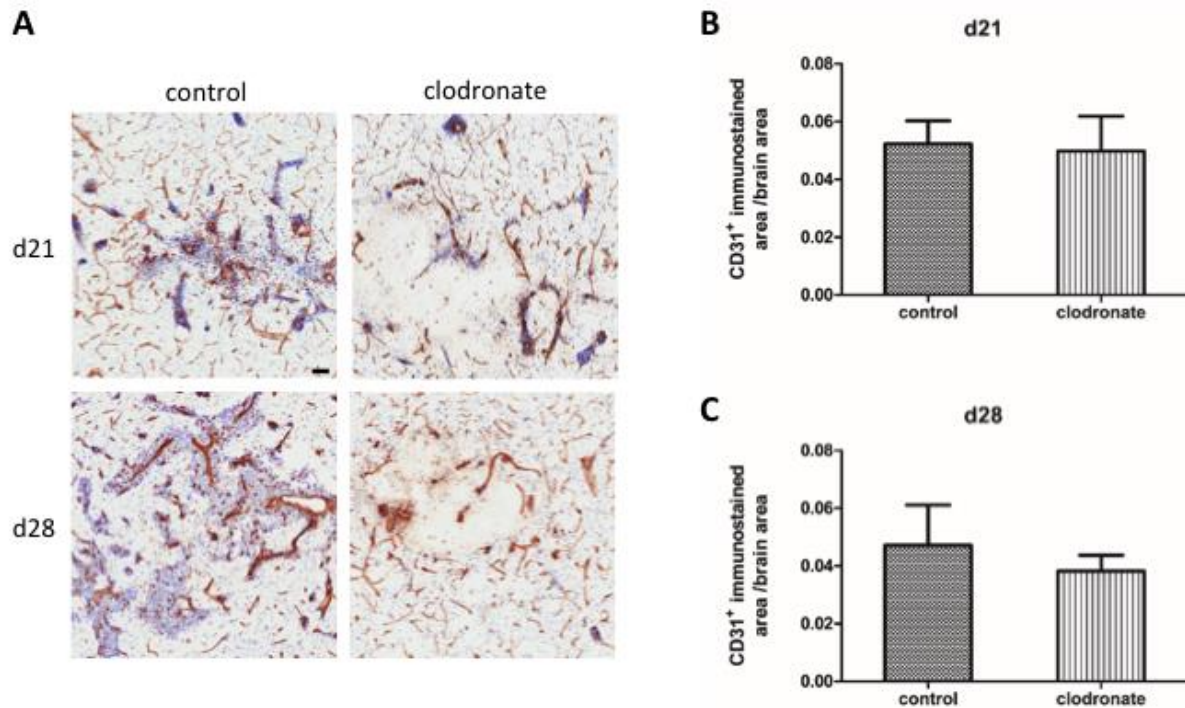 A
control clodronate
d21
d28
B
d21
CD31⁺ immunostained
area /brain area
0.08
0.06
0.04
0.02
0.00
control clodronate
C
d28
CD31⁺ immunostained
area /brain area
0.08
0.06
0.04
0.02
0.00
control clodronate